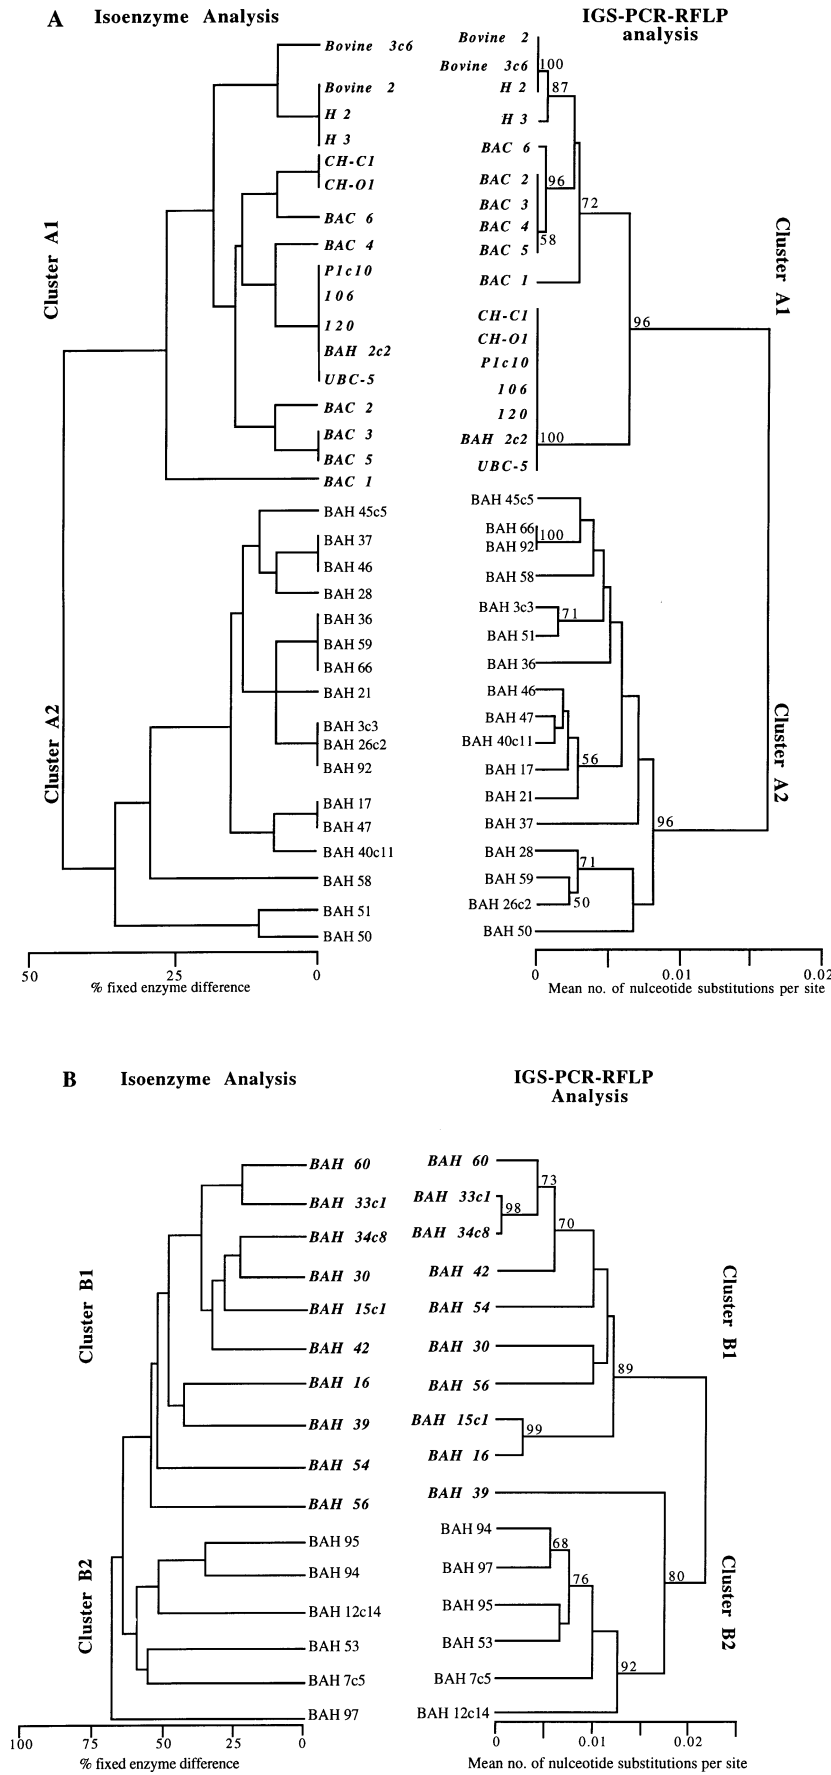 A Isoenzyme Analysis
IGS-PCR-RFLP
analysis
Cluster A1
Cluster A2
Bovine 3c6
Bovine 2
H 2
H 3
CH-C1
CH-O1
BAC 6
BAC 4
P1c10
106
120
BAH 2c2
UBC-5
BAC 2
BAC 3
BAC 5
BAC 1
BAH 45c5
BAH 37
BAH 46
BAH 28
BAH 36
BAH 59
BAH 66
BAH 21
BAH 3c3
BAH 26c2
BAH 92
BAH 17
BAH 47
BAH 40c11
BAH 58
BAH 51
BAH 50
50 25 0
% fixed enzyme difference
Bovine 2
Bovine 3c6 100
H 2 87
H 3
BAC 6
BAC 2 96
BAC 3 72
BAC 4
BAC 5 58
BAC 1
CH-C1
96
CH-O1
P1c10
106
120
BAH 2c2 100
UBC-5
BAH 45c5
BAH 66 100
BAH 92
BAH 58
BAH 3c3 71
BAH 51
BAH 36
BAH 46
BAH 47
BAH 40c11
56
BAH 17
BAH 21
BAH 37 96
BAH 28 71
BAH 59
BAH 26c2 50
BAH 50
Cluster A1
Cluster A2
0 0.01 0.02
Mean no. of nulceotide substitutions per site
B Isoenzyme Analysis
IGS-PCR-RFLP
Analysis
Cluster B1
Cluster B2
BAH 60
BAH 33c1
BAH 34c8
BAH 30
BAH 15c1
BAH 42
BAH 16
BAH 39
BAH 54
BAH 56
BAH 95
BAH 94
BAH 12c14
BAH 53
BAH 7c5
BAH 97
100 75 50 25 0
% fixed enzyme difference
BAH 60
73
BAH 33c1
98
70
BAH 34c8
BAH 42
BAH 54
BAH 30
89
BAH 56
BAH 15c1
99
BAH 16
BAH 39
BAH 94
68
BAH 97
76 80
BAH 95
BAH 53
92
BAH 7c5
BAH 12c14
Cluster B1
Cluster B2
0 0.01 0.02
Mean no. of nulceotide substitutions per site